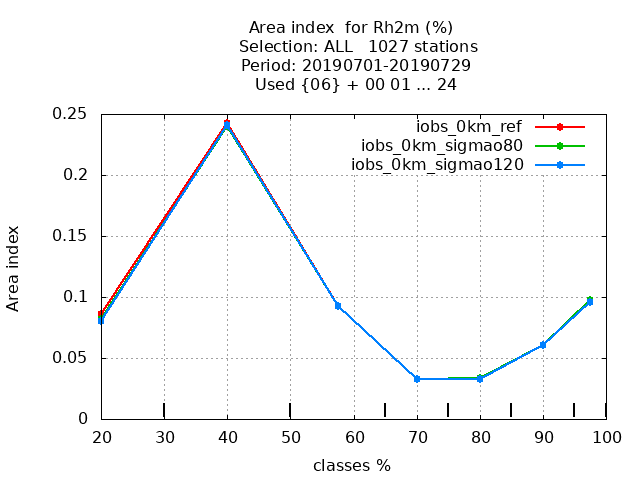 Area index  for Rh2m (%)
Selection: ALL   1027 stations
Period: 20190701-20190729
Used {06} + 00 01 ... 24
iobs_0km_ref
iobs_0km_sigmao80
iobs_0km_sigmao120
Area index
0.25
0.2
0.15
0.1
0.05
0
20 30 40 50 60 70 80 90 100
classes %